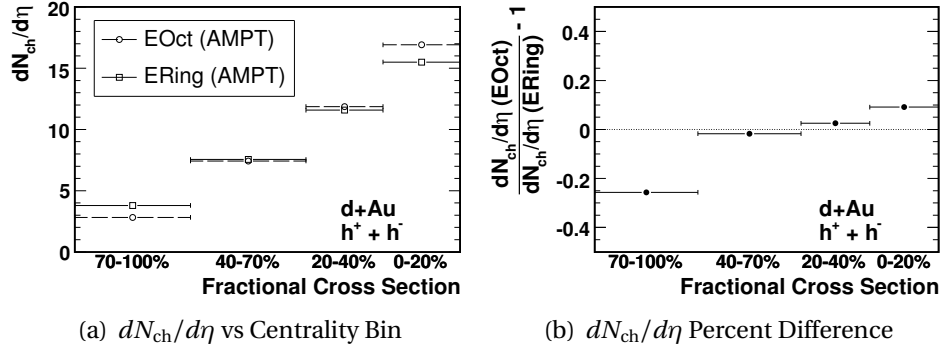 dN_ch/dη
20
15
10
5
0
EOct (AMPT)
ERing (AMPT)
d+Au
h⁺ + h⁻
70-100% 40-70% 20-40% 0-20%
Fractional Cross Section
(a) dN_ch/dη vs Centrality Bin
dN_ch/dη (EOct)
dN_ch/dη (ERing)
- 1
0.4
0.2
0
-0.2
-0.4
d+Au
h⁺ + h⁻
70-100% 40-70% 20-40% 0-20%
Fractional Cross Section
(b) dN_ch/dη Percent Difference